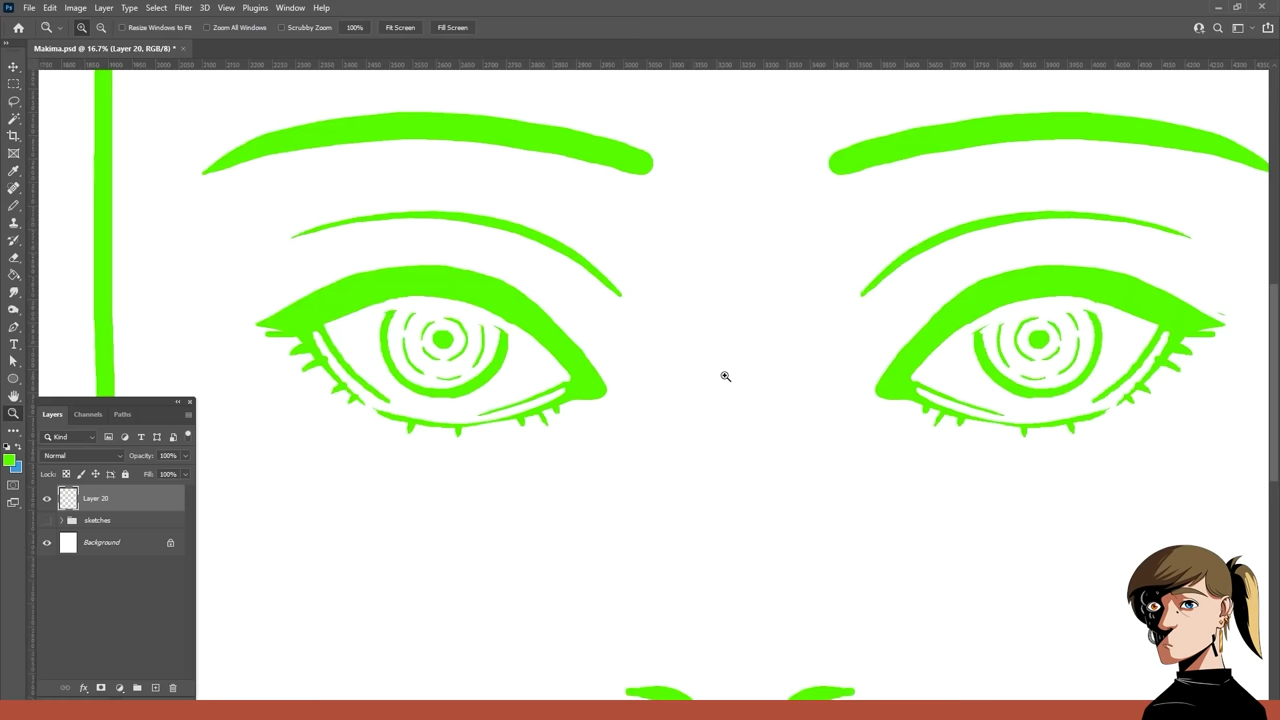 Ps File Edit Image Layer Type Select Filter 3D View Plugins Window Help
Resize Windows to Fit Zoom All Windows Scrubby Zoom 100% Fit Screen Fill Screen
Makima.psd @ 16.7% (Layer 20, RGB/8) * ×
Layers Channels Paths
Kind
Normal Opacity: 100%
Lock: Fill: 100%
Layer 20
sketches
Background
fx